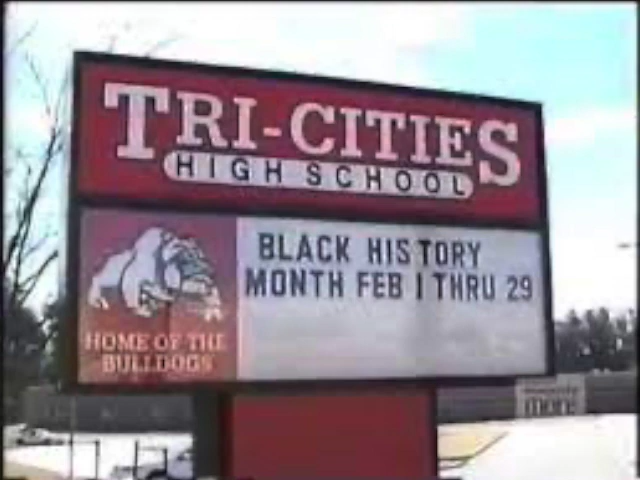 TRI-CITIES
HIGH SCHOOL
BLACK HISTORY
MONTH FEB 1 THRU 29
HOME OF THE
BULLDOGS
more